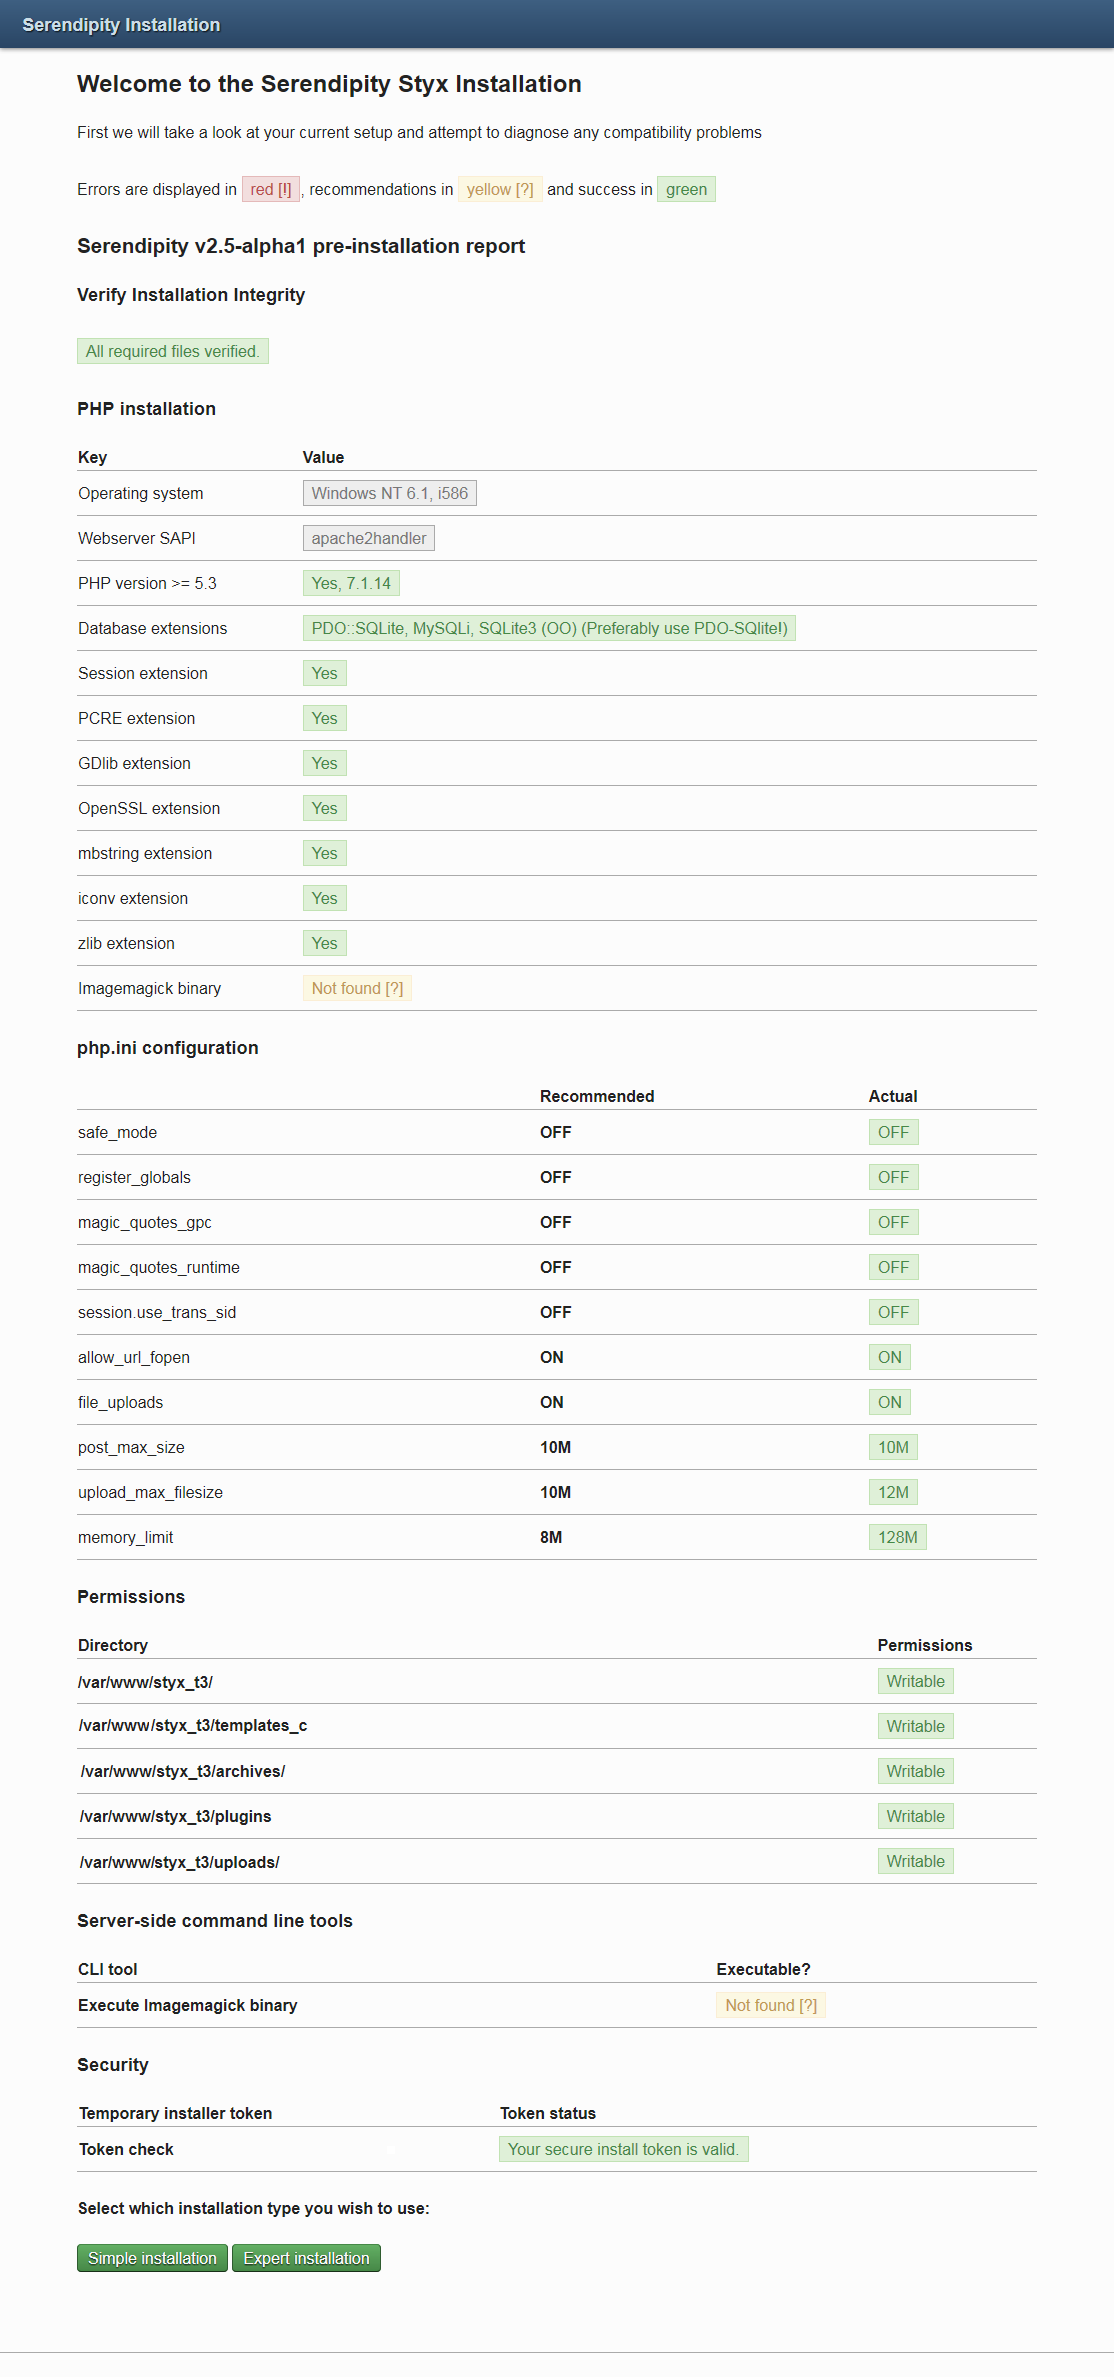 Serendipity Installation
Welcome to the Serendipity Styx Installation
First we will take a look at your current setup and attempt to diagnose any compatibility problems
Errors are displayed in red [!], recommendations in yellow [?] and success in green
Serendipity v2.5-alpha1 pre-installation report
Verify Installation Integrity
All required files verified.
PHP installation
Key Value
Operating system Windows NT 6.1, i586
Webserver SAPI apache2handler
PHP version >= 5.3 Yes, 7.1.14
Database extensions PDO::SQLite, MySQLi, SQLite3 (OO) (Preferably use PDO-SQlite!)
Session extension Yes
PCRE extension Yes
GDlib extension Yes
OpenSSL extension Yes
mbstring extension Yes
iconv extension Yes
zlib extension Yes
Imagemagick binary Not found [?]
php.ini configuration
Recommended Actual
safe_mode OFF OFF
register_globals OFF OFF
magic_quotes_gpc OFF OFF
magic_quotes_runtime OFF OFF
session.use_trans_sid OFF OFF
allow_url_fopen ON ON
file_uploads ON ON
post_max_size 10M 10M
upload_max_filesize 10M 12M
memory_limit 8M 128M
Permissions
Directory Permissions
/var/www/styx_t3/ Writable
/var/www/styx_t3/templates_c Writable
/var/www/styx_t3/archives/ Writable
/var/www/styx_t3/plugins Writable
/var/www/styx_t3/uploads/ Writable
Server-side command line tools
CLI tool Executable?
Execute Imagemagick binary Not found [?]
Security
Temporary installer token Token status
Token check Your secure install token is valid.
Select which installation type you wish to use:
Simple installation Expert installation